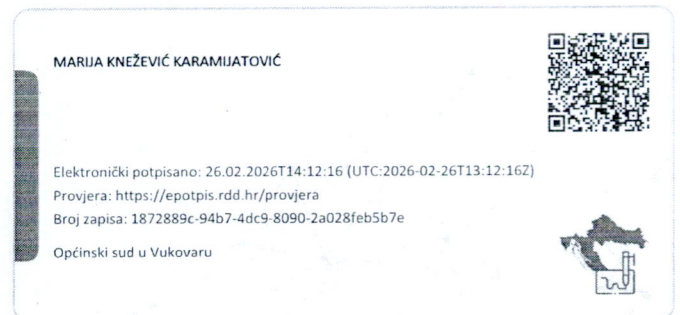 MARIJA KNEŽEVIĆ KARAMIJATOVIĆ
Elektronički potpisano: 26.02.2026T14:12:16 (UTC:2026-02-26T13:12:16Z)
Provjera: https://epotpis.rdd.hr/provjera
Broj zapisa: 1872889c-94b7-4dc9-8090-2a028feb5b7e
Općinski sud u Vukovaru